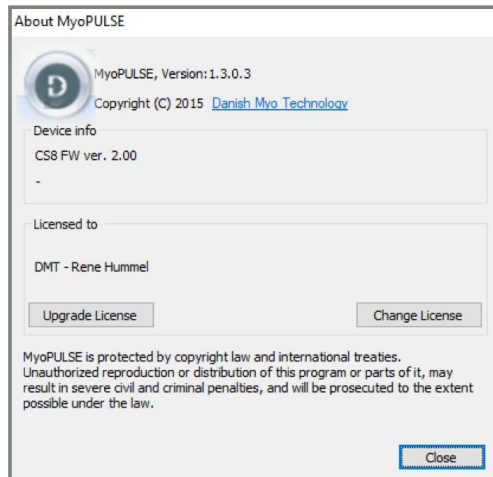 About MyoPULSE
D
MyoPULSE, Version:1.3.0.3
Copyright (C) 2015 Danish Myo Technology
Device info
CS8 FW ver. 2.00
-
Licensed to
DMT - Rene Hummel
Upgrade License
Change License
MyoPULSE is protected by copyright law and international treaties.
Unauthorized reproduction or distribution of this program or parts of it, may
result in severe civil and criminal penalties, and will be prosecuted to the extent
possible under the law.
Close